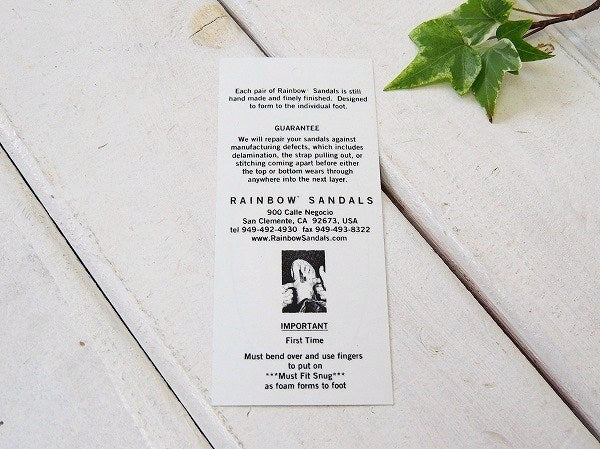 Each pair of Rainbow® Sandals is still
hand made and finely finished. Designed
to form to the individual foot.
GUARANTEE
We will repair your sandals against
manufacturing defects, which includes
delamination, the strap pulling out, or
stitching coming apart before either
the top or bottom wears through
anywhere into the next layer.
RAINBOW® SANDALS
900 Calle Negocio
San Clemente, CA 92673, USA
tel 949-492-4930 fax 949-493-8322
www.RainbowSandals.com
IMPORTANT
First Time
Must bend over and use fingers
to put on
***Must Fit Snug***
as foam forms to foot